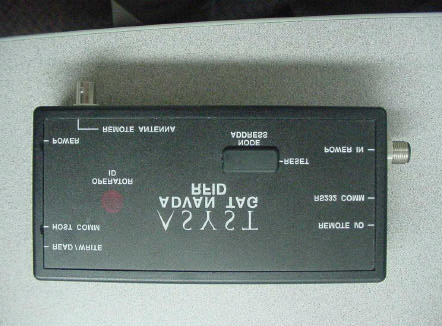 READ/WRITE
HOST COMM
REMOTE I/O
ASYST
ADVAN TAG
RFID
RS232 COMM
OPERATOR
ID
RESET
NODE
ADDRESS
POWER IN
POWER
REMOTE ANTENNA